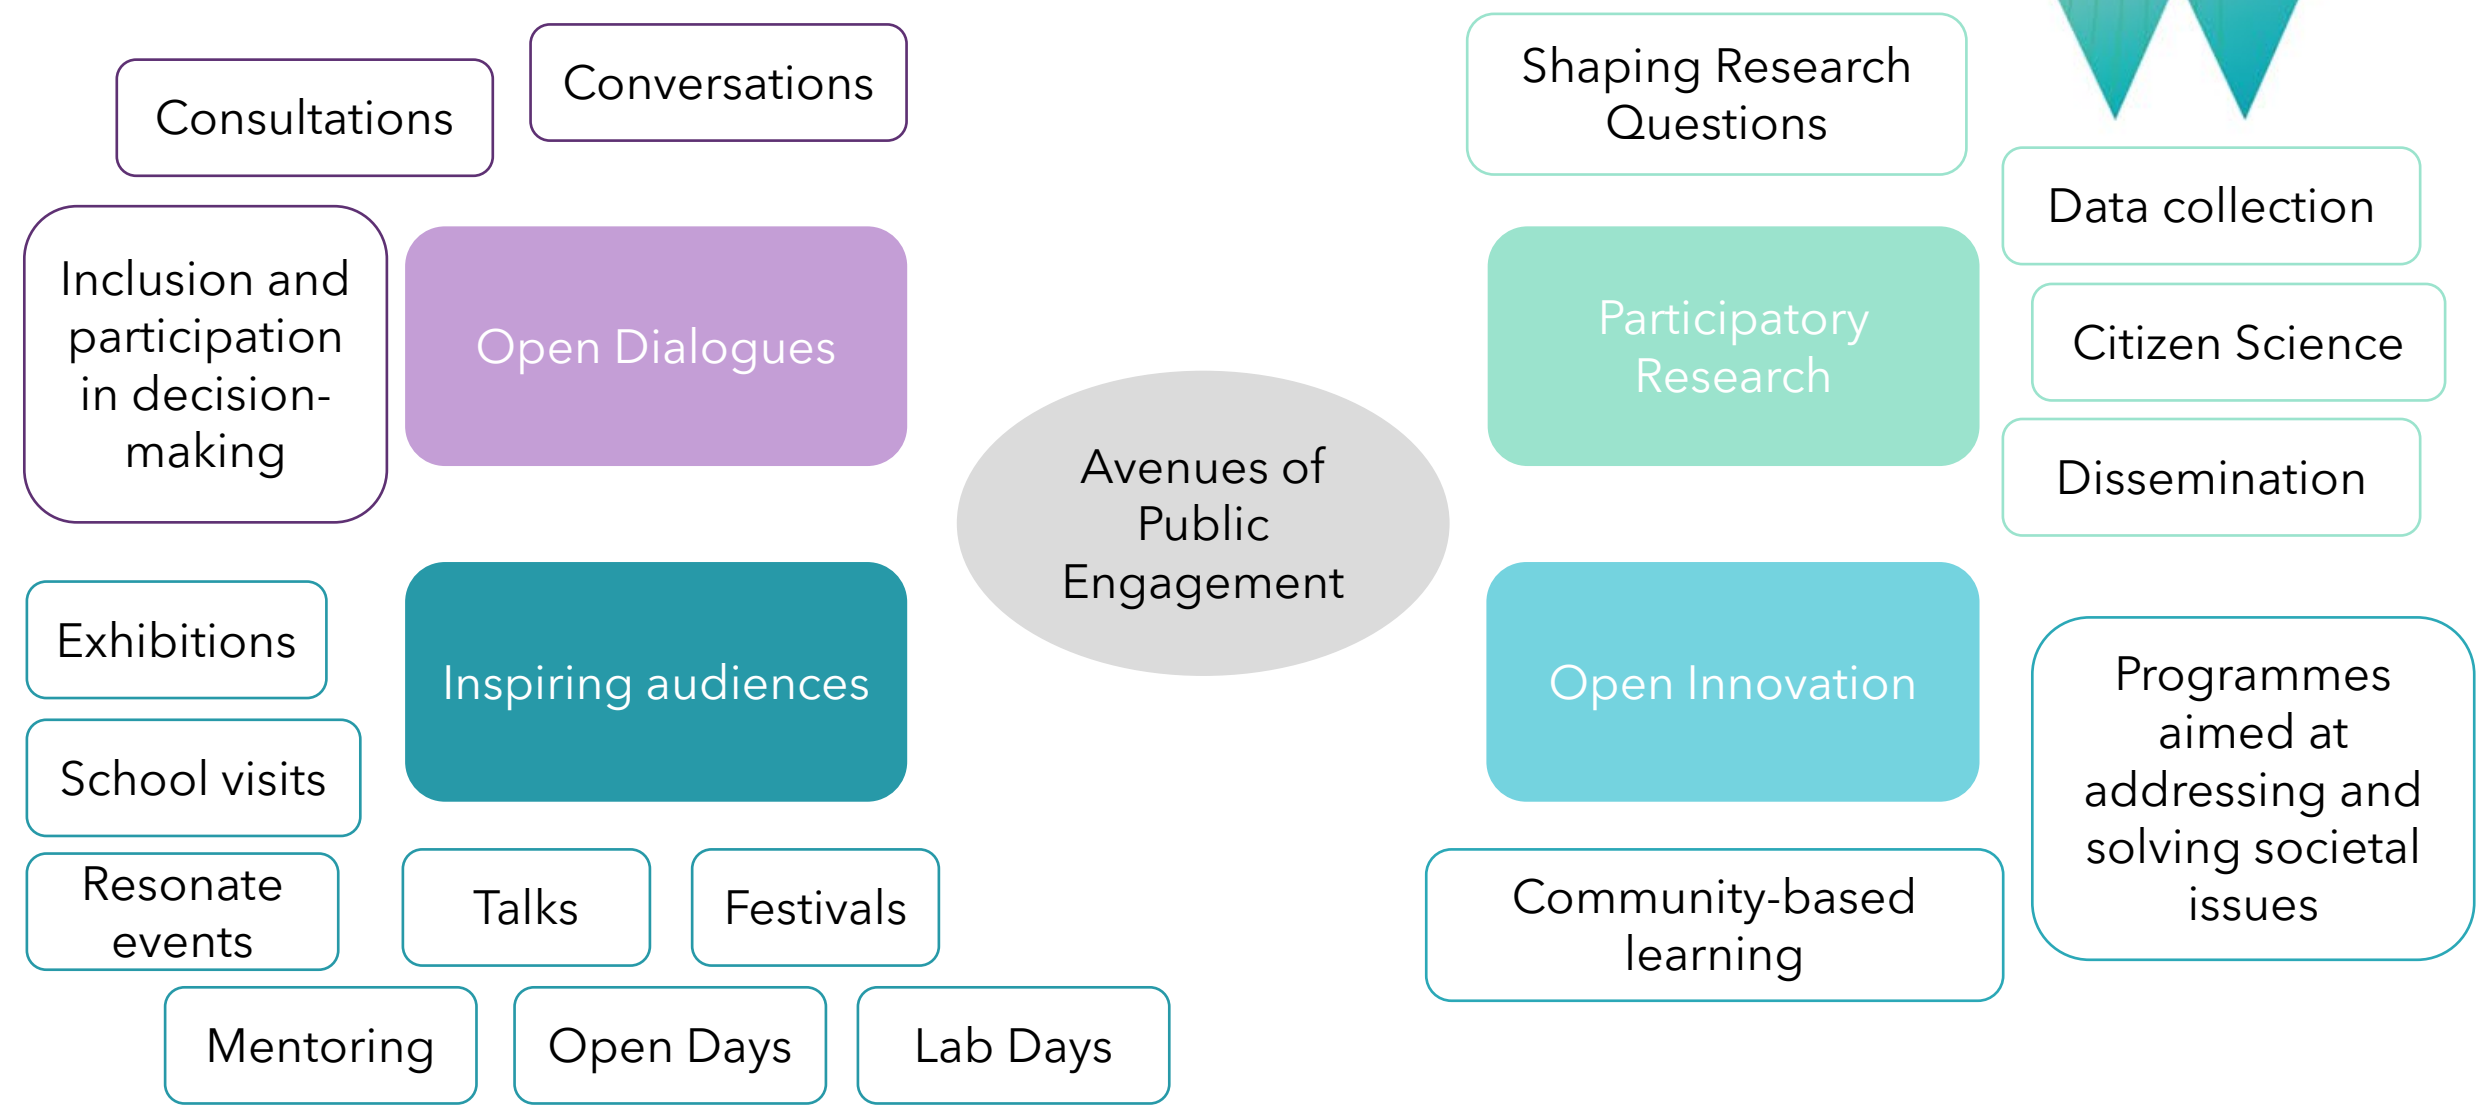 Consultations
Conversations
Inclusion and
participation
in decision-
making
Open Dialogues
Exhibitions
School visits
Resonate
events
Inspiring audiences
Talks
Festivals
Mentoring
Open Days
Lab Days
Avenues of
Public
Engagement
Shaping Research
Questions
Participatory
Research
Data collection
Citizen Science
Dissemination
Open Innovation
Programmes
aimed at
addressing and
solving societal
issues
Community-based
learning